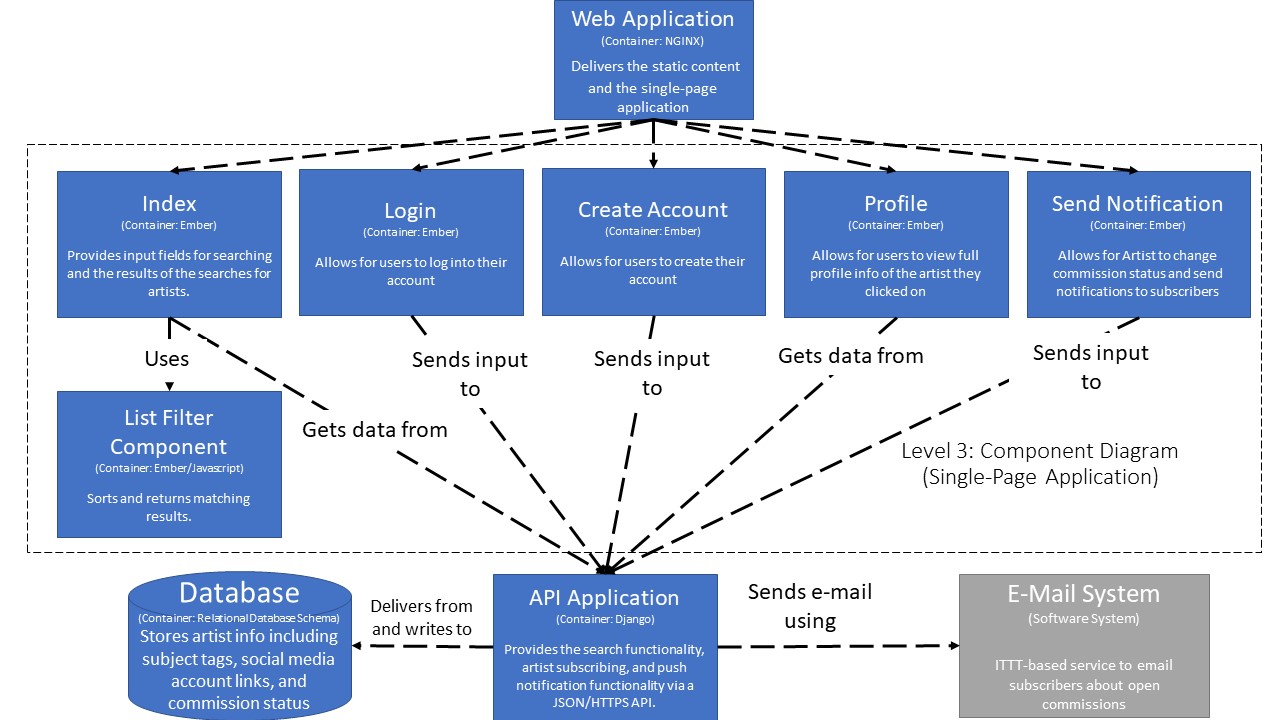 Web Application
(Container: NGINX)
Delivers the static content
and the single-page
application
Index
(Container: Ember)
Provides input fields for searching
and the results of the searches for
artists.
Login
(Container: Ember)
Allows for users to log into their
account
Create Account
(Container: Ember)
Allows for users to create their
account
Profile
(Container: Ember)
Allows for users to view full
profile info of the artist they
clicked on
Send Notification
(Container: Ember)
Allows for Artist to change
commission status and send
notifications to subscribers
Uses
Sends input
to
Sends input
to
Gets data from
Sends input
to
List Filter
Component
(Container: Ember/Javascript)
Sorts and returns matching
results.
Gets data from
Level 3: Component Diagram
(Single-Page Application)
Database
(Container: Relational Database Schema)
Stores artist info including
subject tags, social media
account links, and
commission status
Delivers from
and writes to
API Application
(Container: Django)
Provides the search functionality,
artist subscribing, and push
notification functionality via a
JSON/HTTPS API.
Sends e-mail
using
E-Mail System
(Software System)
ITTT-based service to email
subscribers about open
commissions